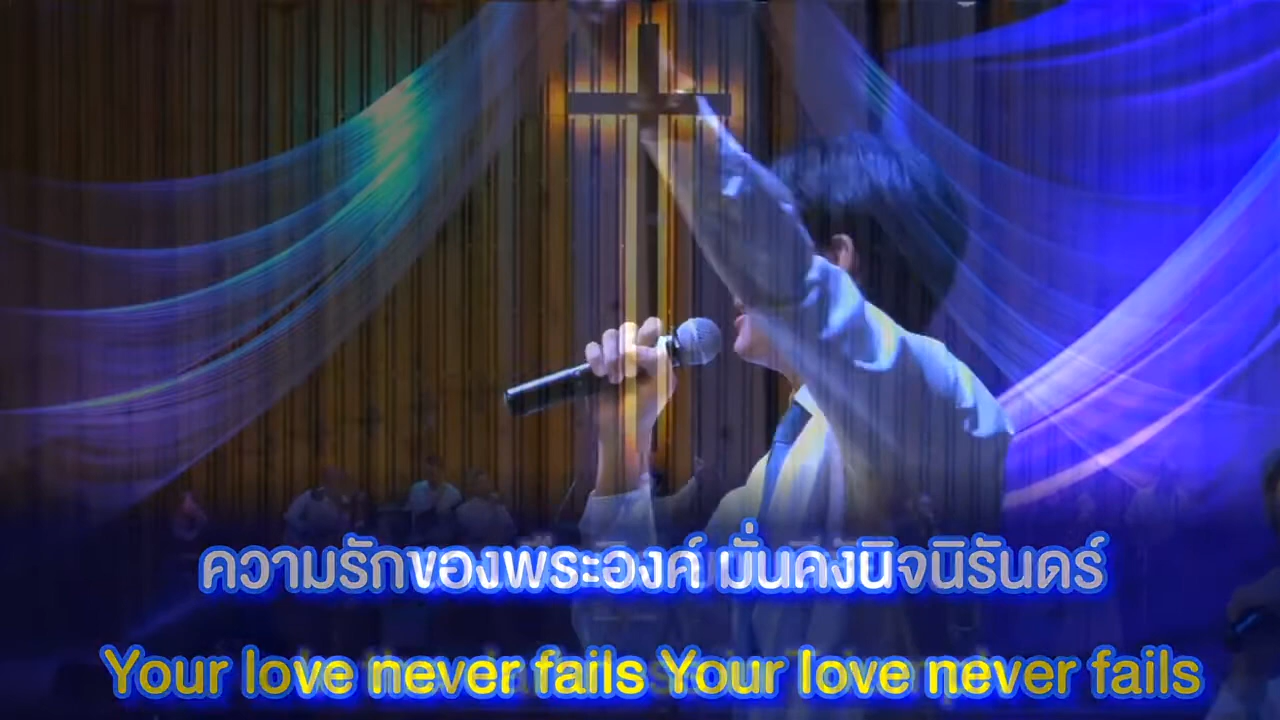 ความรักของพระองค์ มั่นคงนิจนิรันดร์
Your love never fails Your love never fails